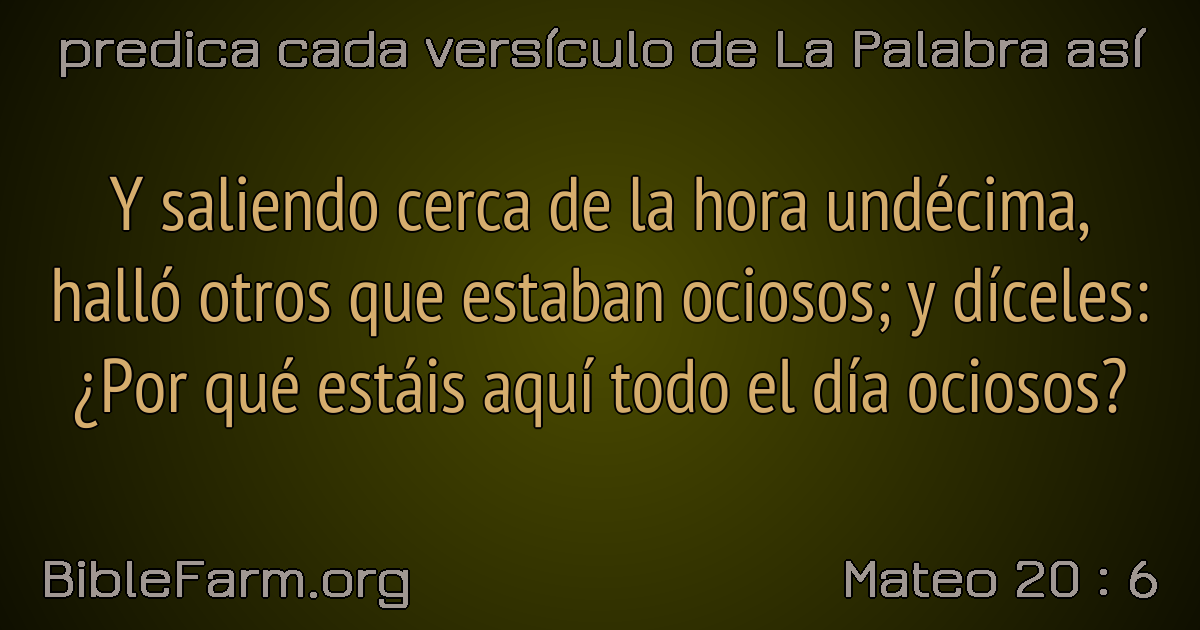 predica cada versículo de La Palabra así
Y saliendo cerca de la hora undécima,
halló otros que estaban ociosos; y díceles:
¿Por qué estáis aquí todo el día ociosos?
BibleFarm.org
Mateo 20 : 6